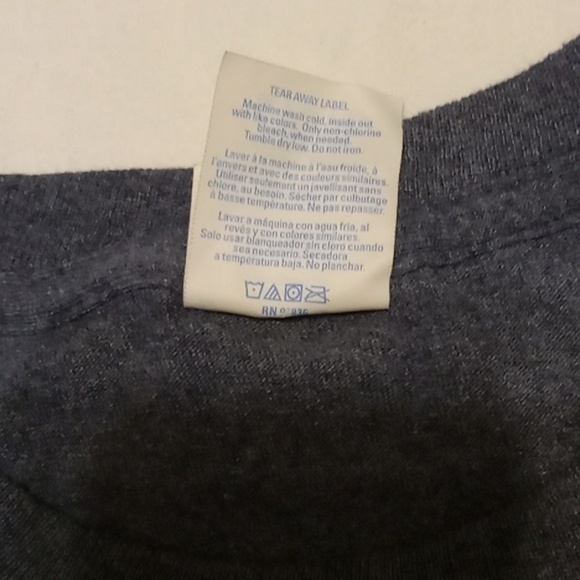 TEAR AWAY LABEL
Machine wash cold, inside out
with like colors. Only non-chlorine
bleach, when needed.
Tumble dry low. Do not iron.
Laver à la machine à l'eau froide, à
l'envers et avec des couleurs similaires.
Utiliser seulement un javellisant sans
chlore, au besoin. Sécher par culbutage
à basse température. Ne pas repasser.
Lavar a máquina con agua fria, al
revés y con colores similares.
Solo usar blanqueador sin cloro cuando
sea necesario. Secadora
a temperatura baja. No planchar.
RN